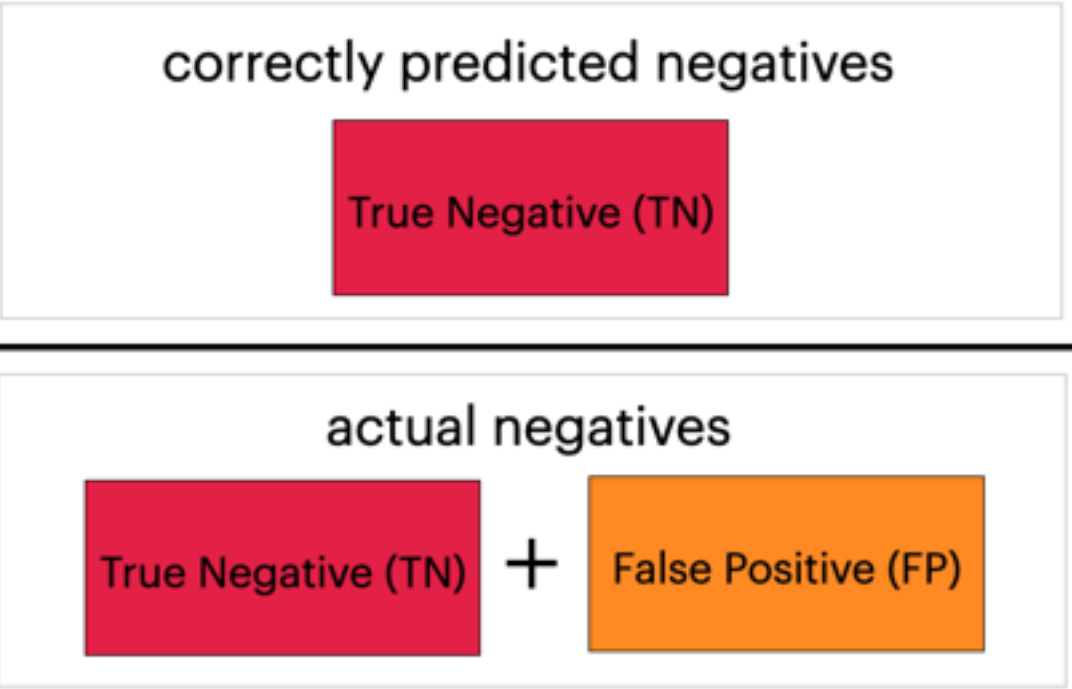 correctly predicted negatives
True Negative (TN)
actual negatives
True Negative (TN) + False Positive (FP)